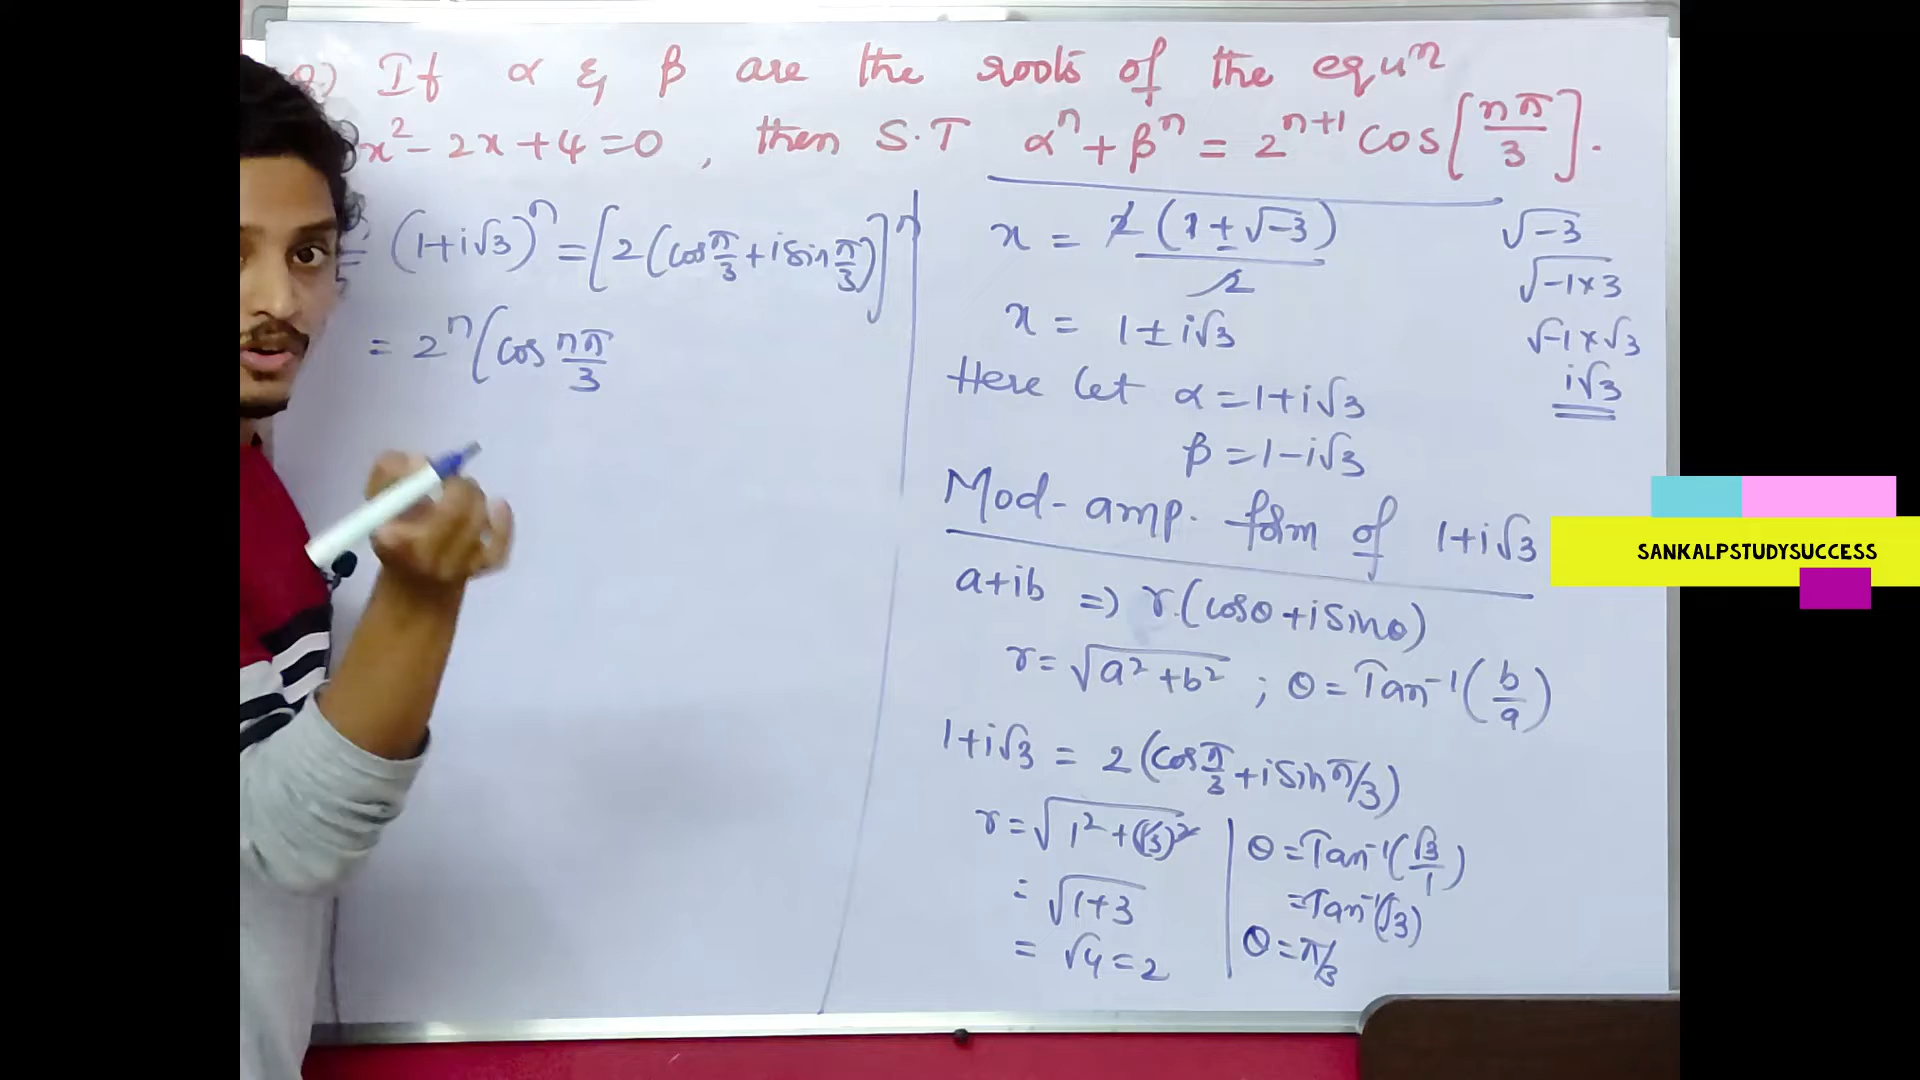 Q) If α & β are the roots of the equⁿ
x² - 2x + 4 = 0 , then S.T αⁿ + βⁿ = 2ⁿ⁺¹ cos[nπ/3].
(1+i√3)ⁿ = [2(cos π/3 + i sin π/3)]ⁿ
= 2ⁿ(cos nπ/3
x = 2(1±√-3)/2
x = 1 ± i√3
Here let α = 1+i√3
β = 1-i√3
√-3
√-1×3
√-1×√3
i√3
Mod-amp. form of 1+i√3
a+ib => r.(cosθ+i sinθ)
r = √a²+b² ; θ = Tan⁻¹(b/a)
1+i√3 = 2(cos π/3 + i sin π/3)
r = √1²+(√3)²
= √1+3
= √4 = 2
θ = Tan⁻¹(√3/1)
= Tan⁻¹(√3)
θ = π/3
SANKALPSTUDYSUCCESS